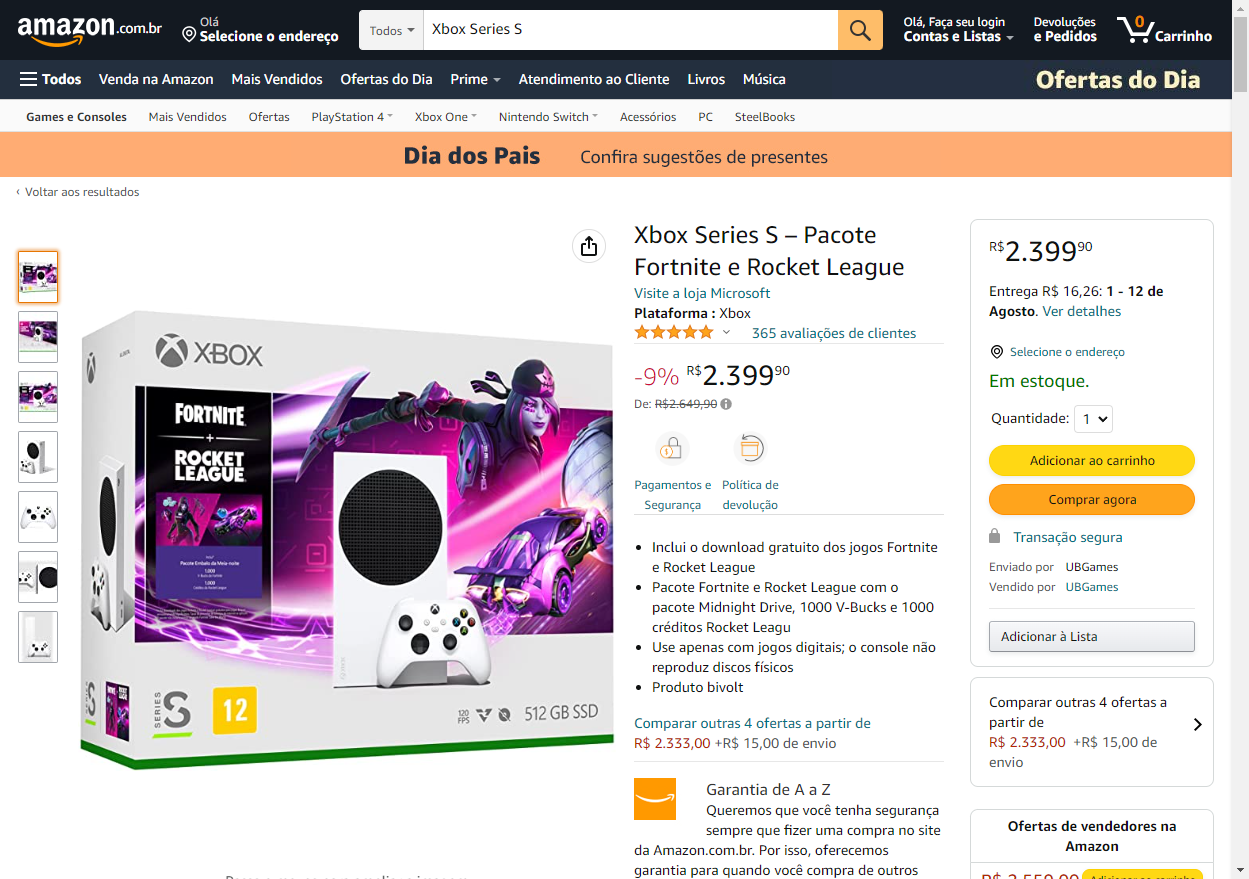 amazon.com.br
Olá
Selecione o endereço
Todos
Xbox Series S
Olá, Faça seu login
Contas e Listas
Devoluções
e Pedidos
0
Carrinho
Todos
Venda na Amazon
Mais Vendidos
Ofertas do Dia
Prime
Atendimento ao Cliente
Livros
Música
Ofertas do Dia
Games e Consoles
Mais Vendidos
Ofertas
PlayStation 4
Xbox One
Nintendo Switch
Acessórios
PC
SteelBooks
Dia dos Pais
Confira sugestões de presentes
‹ Voltar aos resultados
XBOX
FORTNITE
+
ROCKET
LEAGUE
Pacote Embalo da Meia-noite
1.000
1.000
SERIES S
12
120
FPS
512 GB SSD
Xbox Series S – Pacote
Fortnite e Rocket League
Visite a loja Microsoft
Plataforma : Xbox
365 avaliações de clientes
-9% R$2.39990
De: R$2.649,90
Pagamentos e
Segurança
Política de
devolução
Inclui o download gratuito dos jogos Fortnite
e Rocket League
Pacote Fortnite e Rocket League com o
pacote Midnight Drive, 1000 V-Bucks e 1000
créditos Rocket Leagu
Use apenas com jogos digitais; o console não
reproduz discos físicos
Produto bivolt
Comparar outras 4 ofertas a partir de
R$ 2.333,00 +R$ 15,00 de envio
Garantia de A a Z
Queremos que você tenha segurança
sempre que fizer uma compra no site
da Amazon.com.br. Por isso, oferecemos
garantia para quando você compra de outros
R$2.39990
Entrega R$ 16,26: 1 - 12 de
Agosto. Ver detalhes
Selecione o endereço
Em estoque.
Quantidade: 1
Adicionar ao carrinho
Comprar agora
Transação segura
Enviado por UBGames
Vendido por UBGames
Adicionar à Lista
Comparar outras 4 ofertas a
partir de
R$ 2.333,00 +R$ 15,00 de
envio
Ofertas de vendedores na
Amazon
R$ 2.559,00
Adicionar ao carrinho